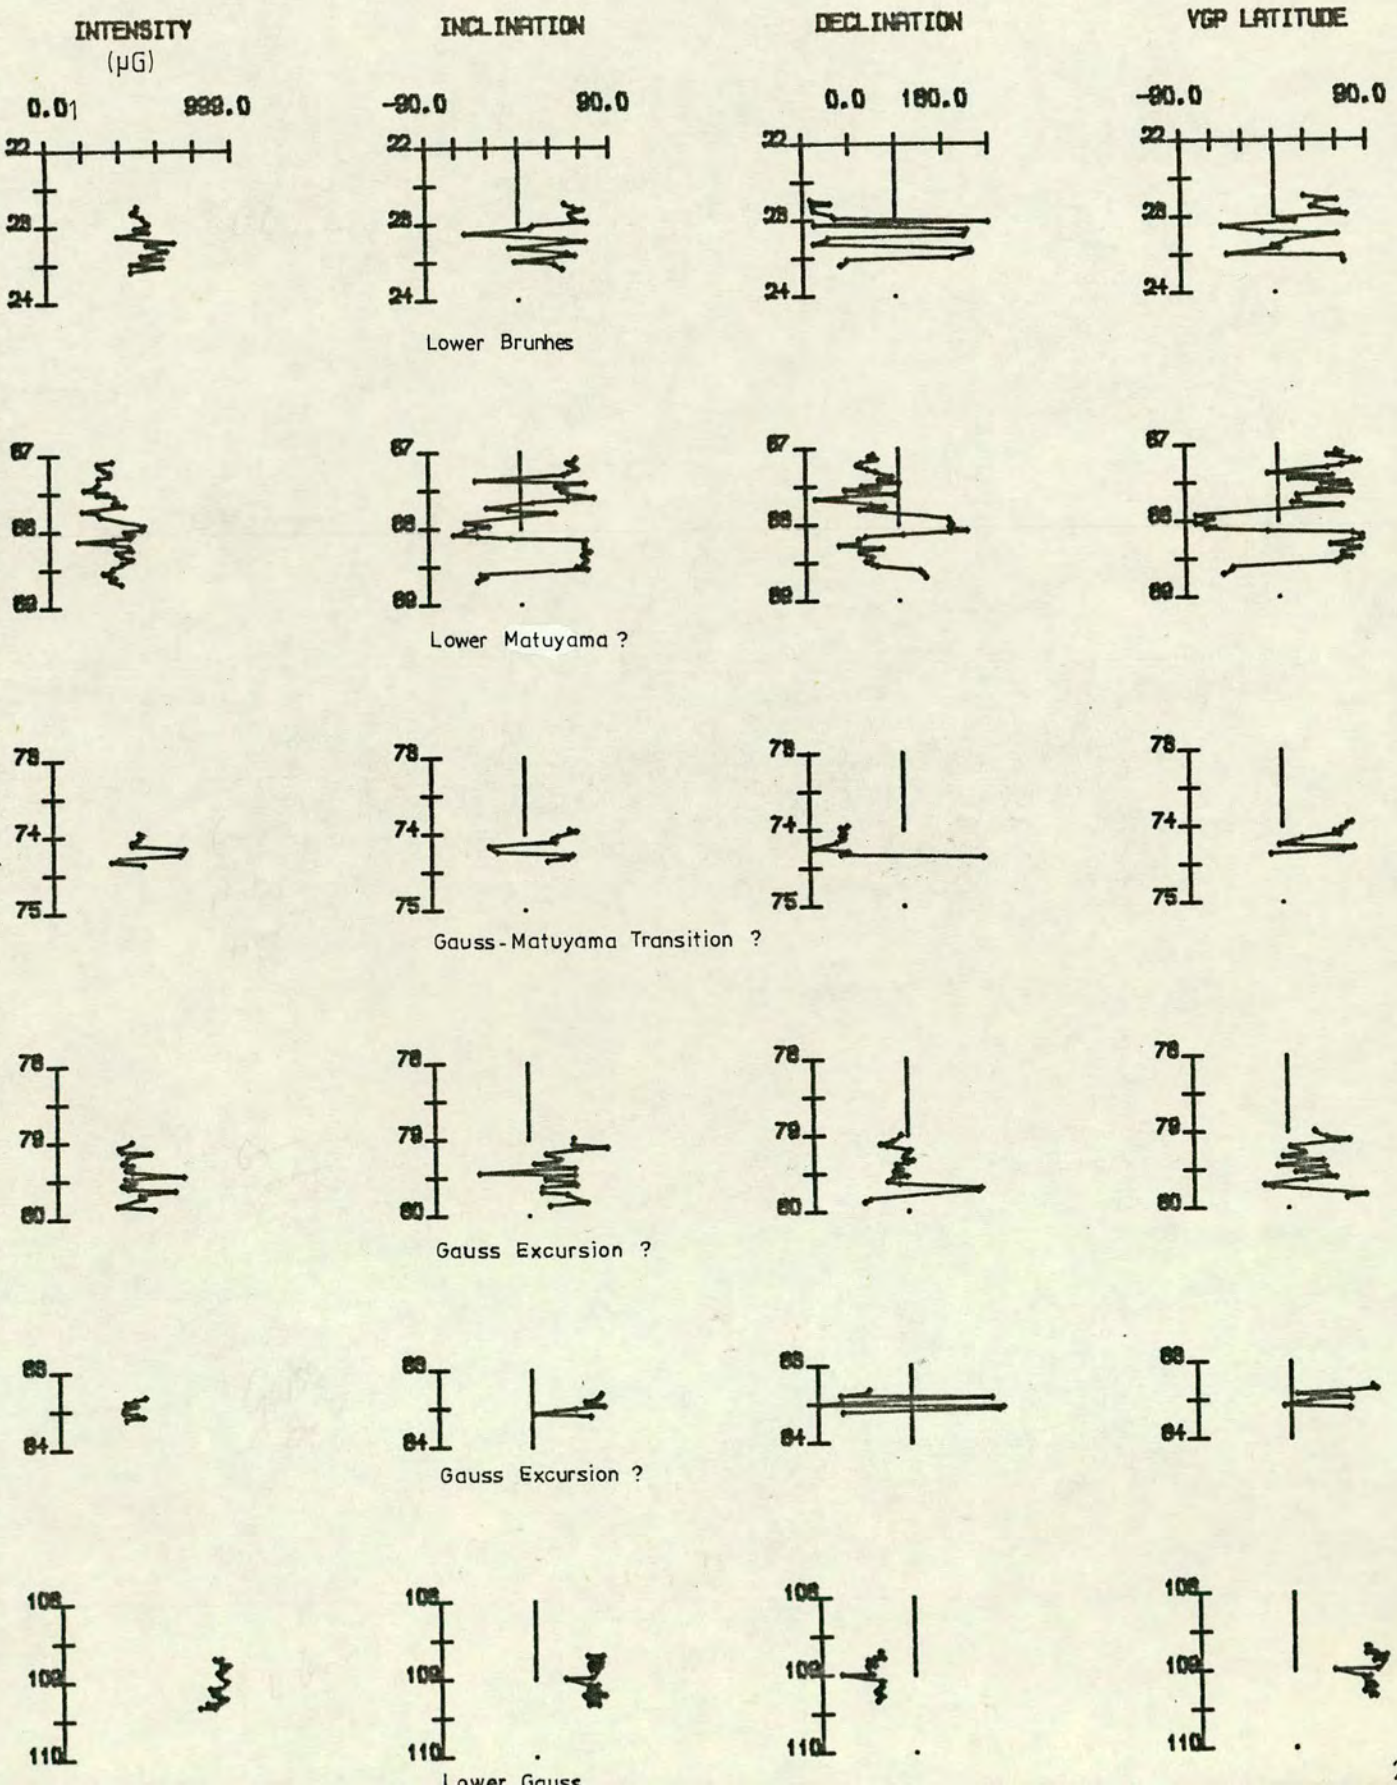 INTENSITY INCLINATION DECLINATION VGP LATITUDE
(µG)
0.01 999.0 -90.0 90.0 0.0 180.0 -90.0 90.0
22 22 22 22
23 23 23 23
24 24 24 24
Lower Brunhes
67 67 67 67
68 68 68 68
69 69 69 69
Lower Matuyama ?
73 73 73 73
74 74 74 74
75 75 75 75
Gauss-Matuyama Transition ?
78 78 78 78
79 79 79 79
80 80 80 80
Gauss Excursion ?
83 83 83 83
84 84 84 84
Gauss Excursion ?
108 108 108 108
109 109 109 109
110 110 110 110
Lower Gauss